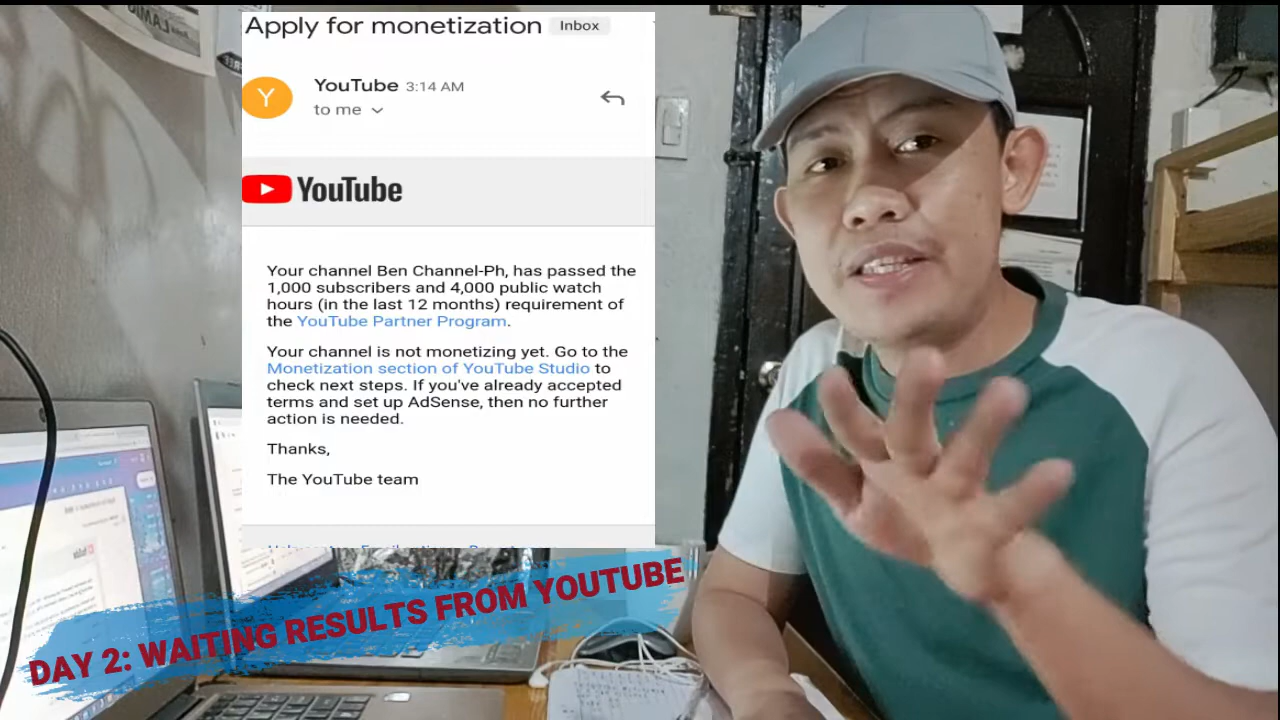 Apply for monetization Inbox
Y
YouTube 3:14 AM
to me
YouTube
Your channel Ben Channel-Ph, has passed the
1,000 subscribers and 4,000 public watch
hours (in the last 12 months) requirement of
the YouTube Partner Program.
Your channel is not monetizing yet. Go to the
Monetization section of YouTube Studio to
check next steps. If you've already accepted
terms and set up AdSense, then no further
action is needed.
Thanks,
The YouTube team
DAY 2: WAITING RESULTS FROM YOUTUBE